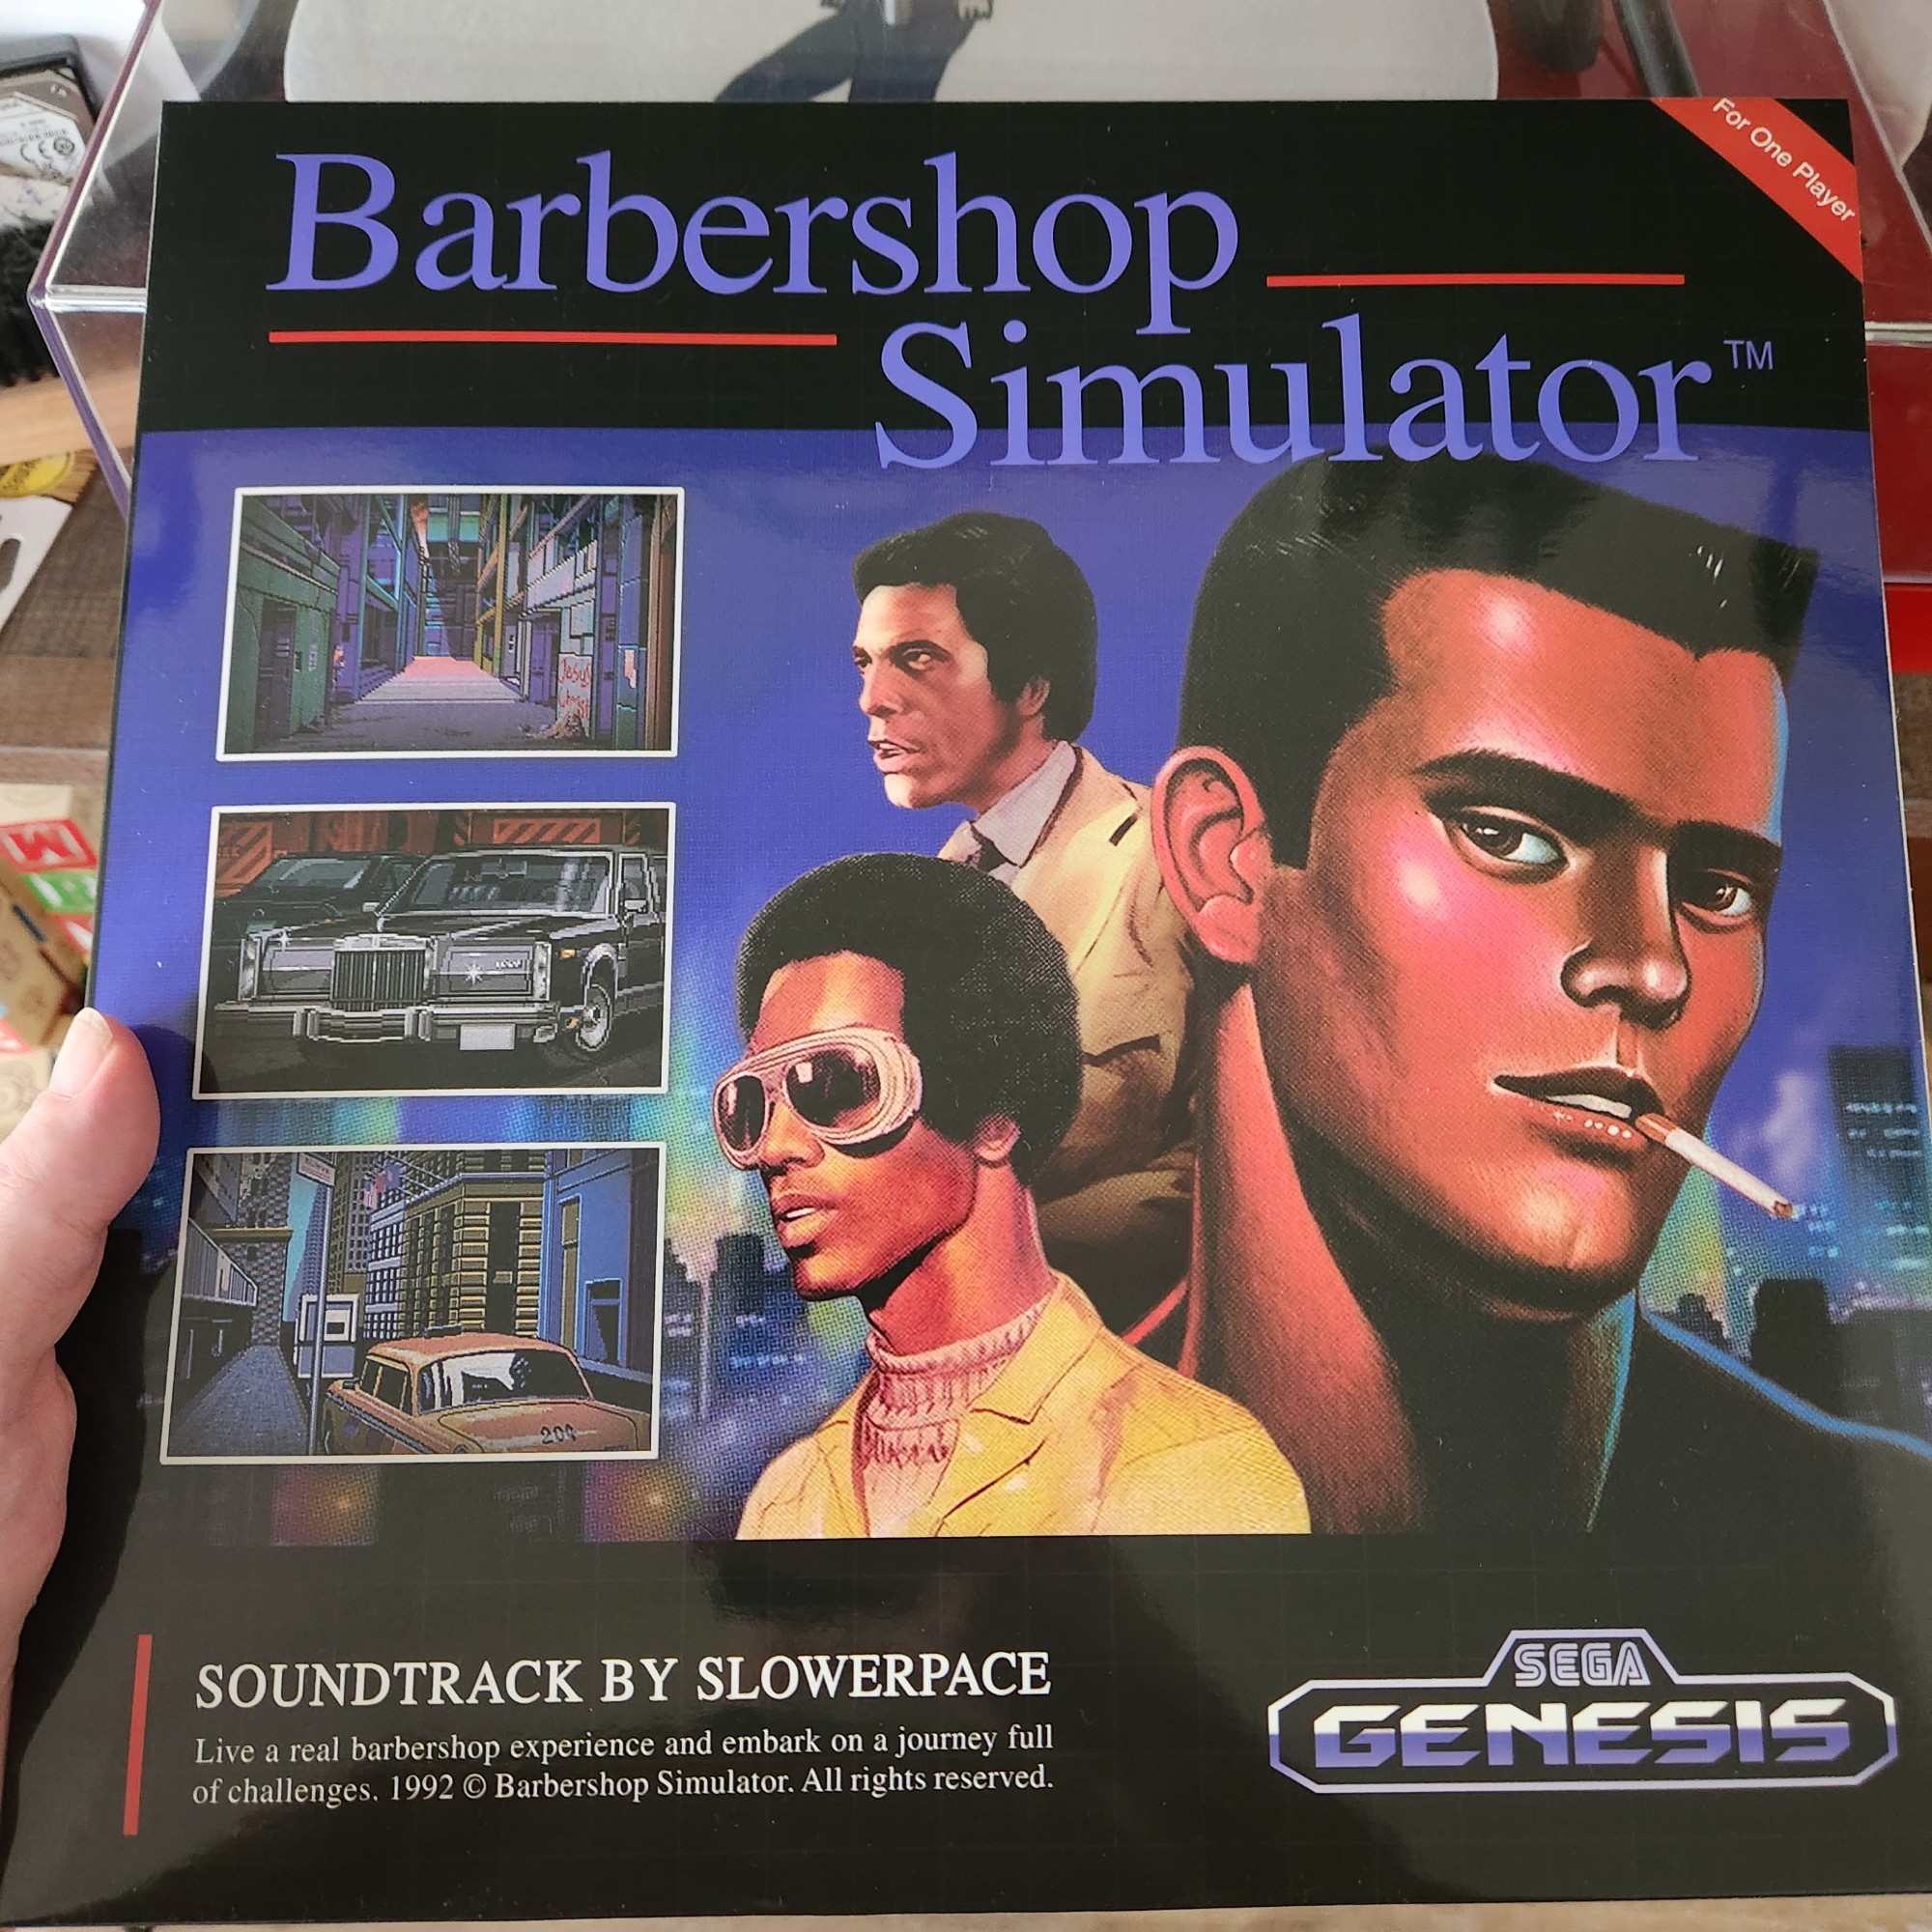 For One Player
Barbershop
Simulator™
SOUNDTRACK BY SLOWERPACE
Live a real barbershop experience and embark on a journey full
of challenges. 1992 © Barbershop Simulator. All rights reserved.
SEGA
GENESIS